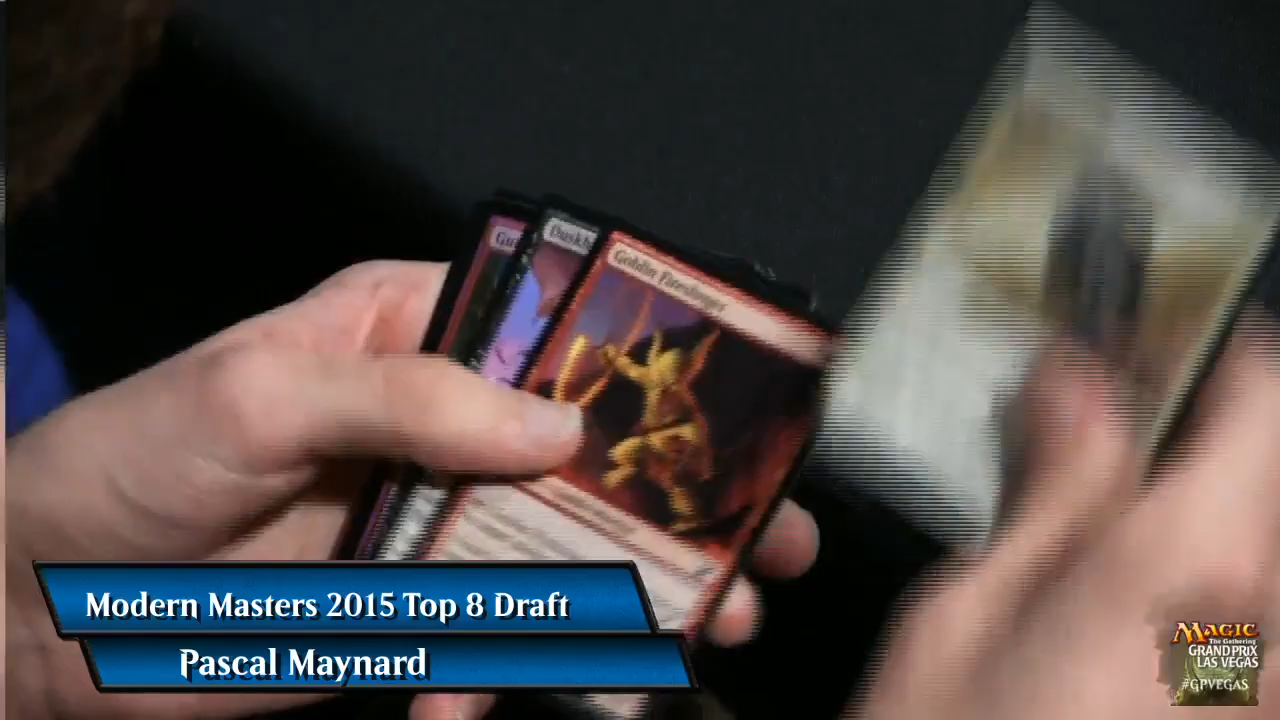 Goblin Fireslinger
Modern Masters 2015 Top 8 Draft
Pascal Maynard
MAGIC
The Gathering
GRAND PRIX
LAS VEGAS
#GPVEGAS